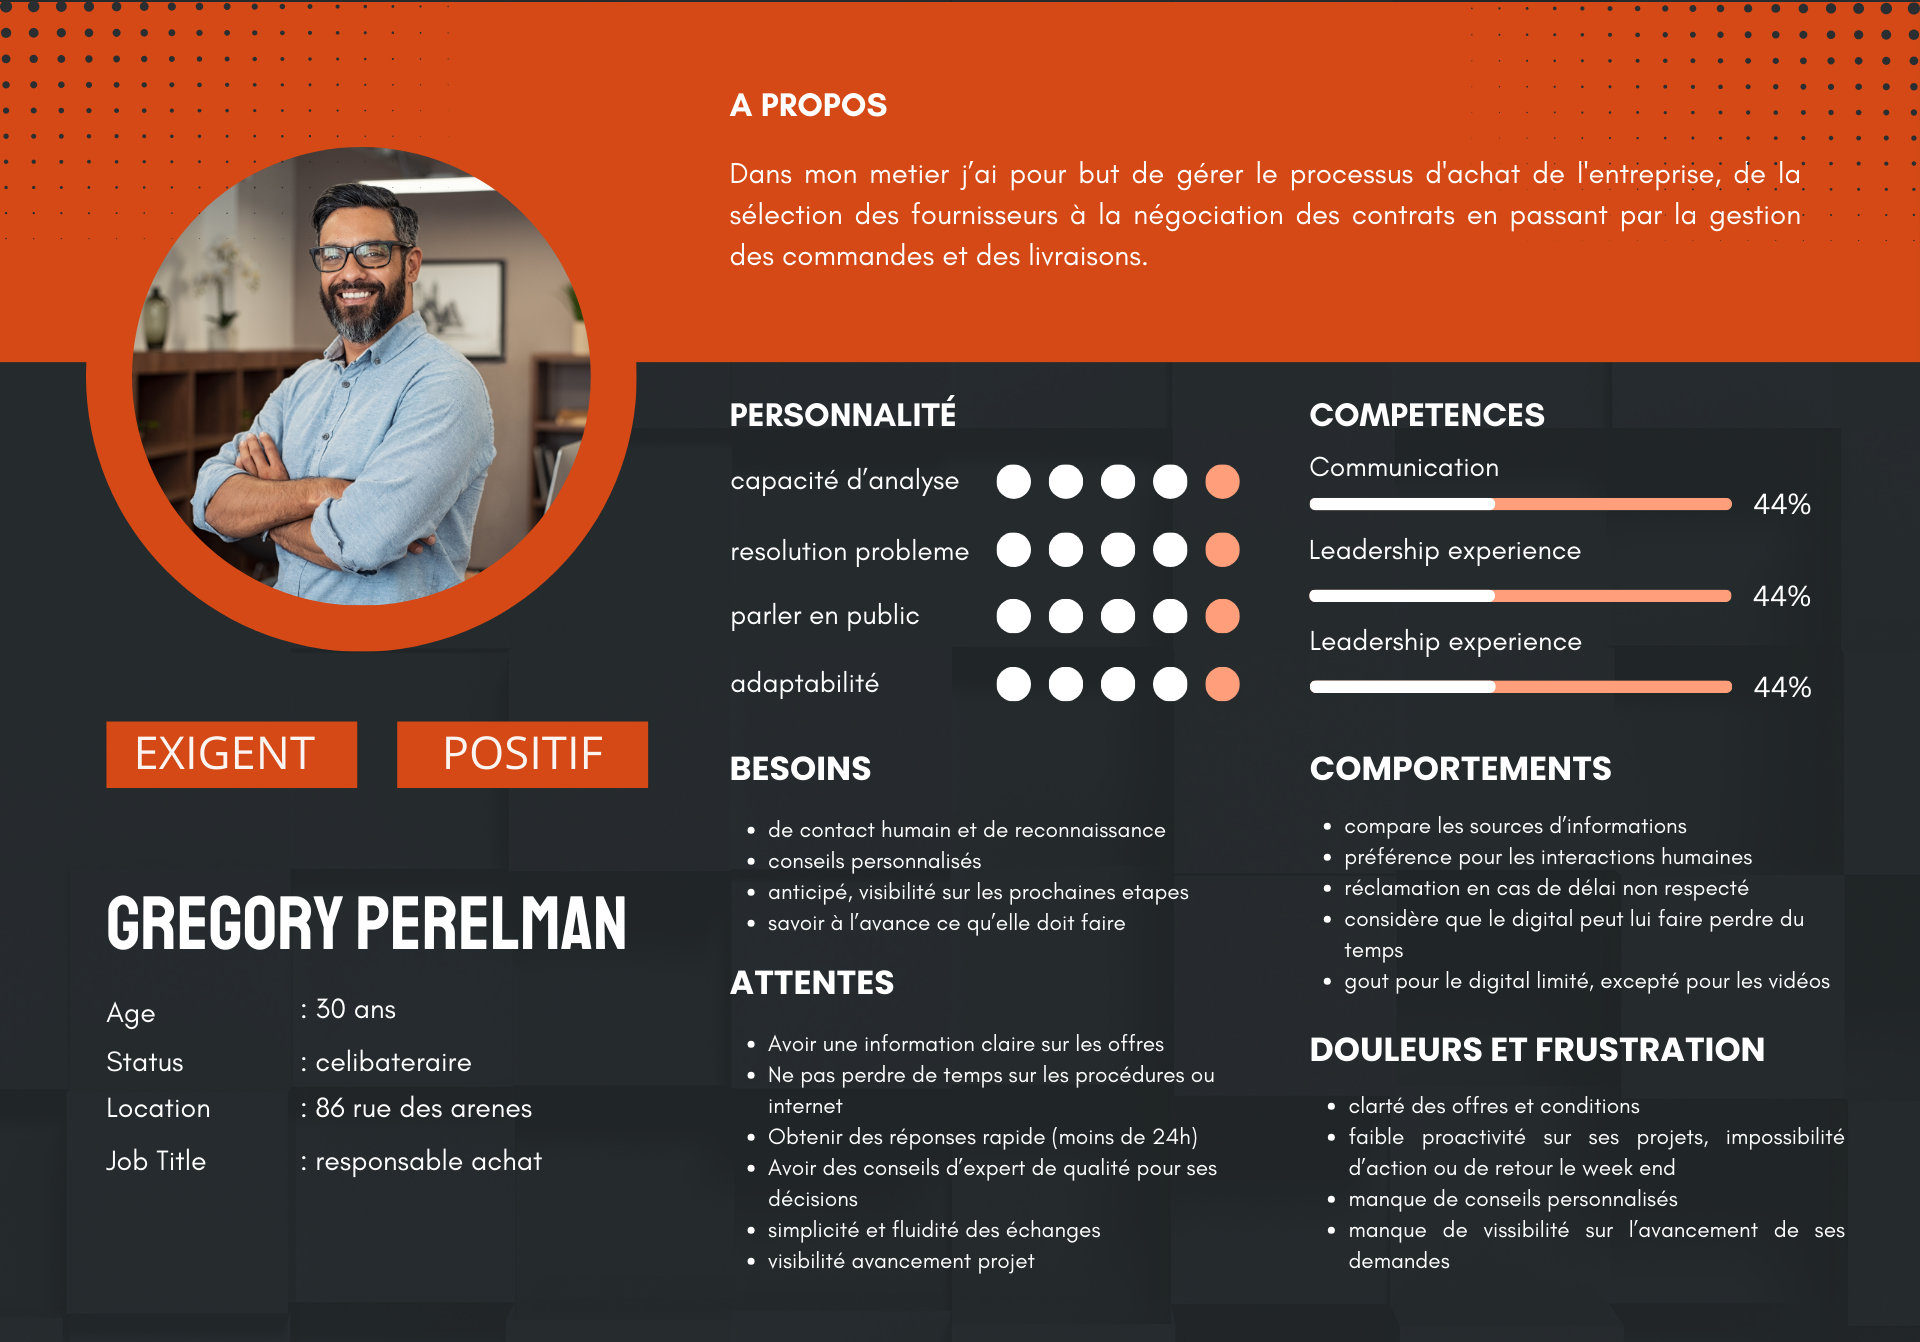 A PROPOS
Dans mon metier j’ai pour but de gérer le processus d'achat de l'entreprise, de la
sélection des fournisseurs à la négociation des contrats en passant par la gestion
des commandes et des livraisons.
EXIGENT
POSITIF
GREGORY PERELMAN
Age : 30 ans
Status : celibateraire
Location : 86 rue des arenes
Job Title : responsable achat
PERSONNALITÉ
capacité d’analyse
resolution probleme
parler en public
adaptabilité
COMPETENCES
Communication
44%
Leadership experience
44%
Leadership experience
44%
BESOINS
• de contact humain et de reconnaissance
• conseils personnalisés
• anticipé, visibilité sur les prochaines etapes
• savoir à l’avance ce qu’elle doit faire
ATTENTES
• Avoir une information claire sur les offres
• Ne pas perdre de temps sur les procédures ou
internet
• Obtenir des réponses rapide (moins de 24h)
• Avoir des conseils d’expert de qualité pour ses
décisions
• simplicité et fluidité des échanges
• visibilité avancement projet
COMPORTEMENTS
• compare les sources d’informations
• préférence pour les interactions humaines
• réclamation en cas de délai non respecté
• considère que le digital peut lui faire perdre du
temps
• gout pour le digital limité, excepté pour les vidéos
DOULEURS ET FRUSTRATION
• clarté des offres et conditions
• faible proactivité sur ses projets, impossibilité
d’action ou de retour le week end
• manque de conseils personnalisés
• manque de vissibilité sur l’avancement de ses
demandes